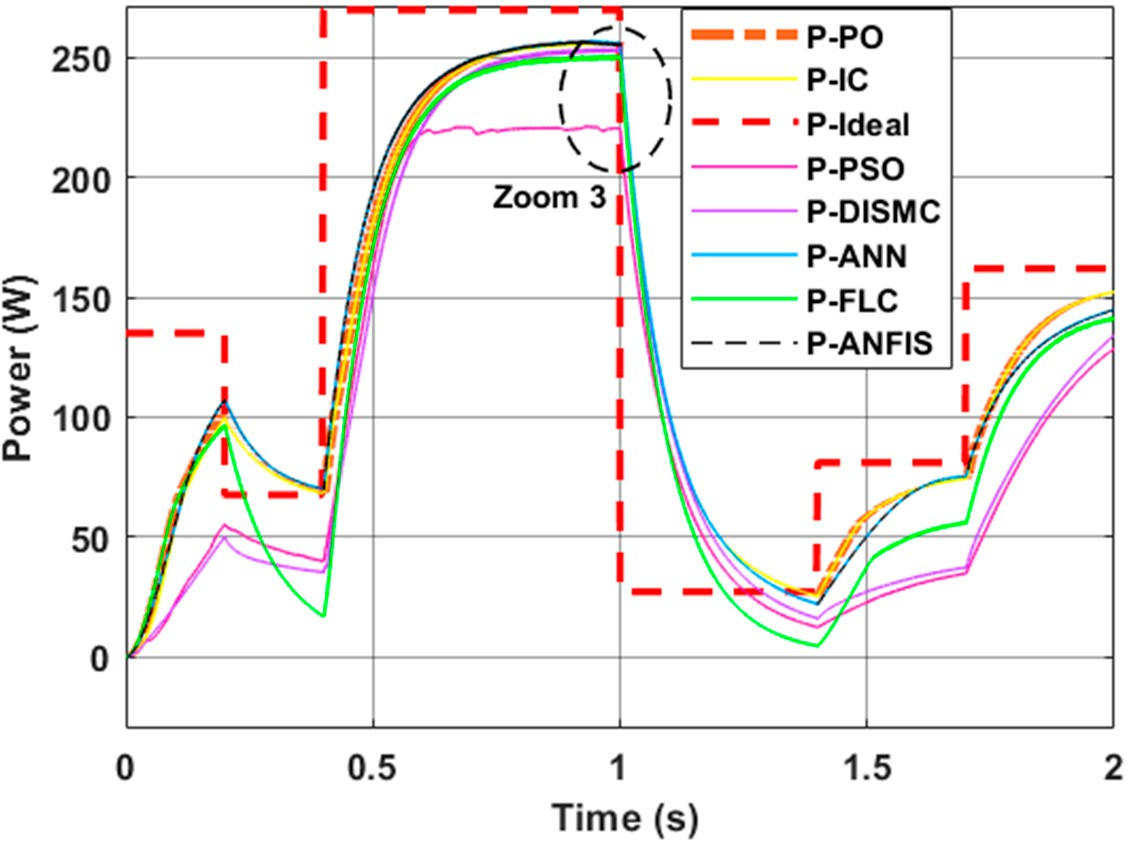 250
200
150
100
50
0
Power (W)
Zoom 3
P-PO
P-IC
P-Ideal
P-PSO
P-DISMC
P-ANN
P-FLC
P-ANFIS
0 0.5 1 1.5 2
Time (s)